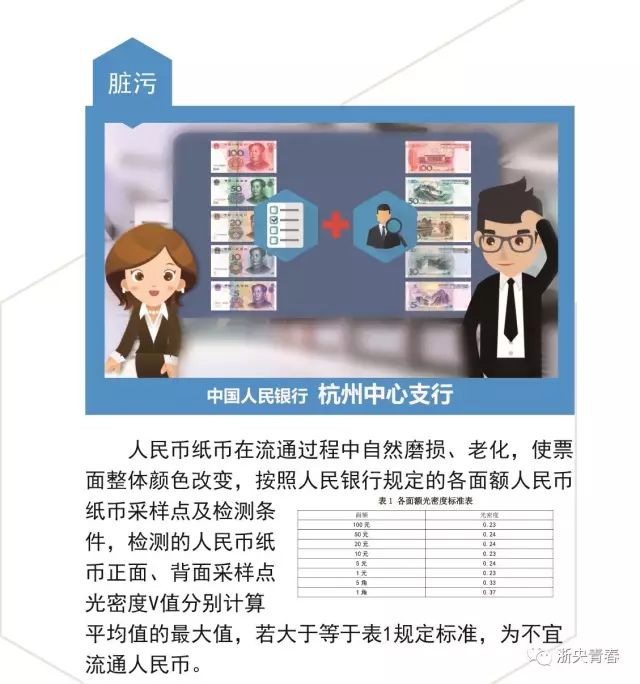 脏污
中国人民银行 杭州中心支行
人民币纸币在流通过程中自然磨损、老化，使票
面整体颜色改变，按照人民银行规定的各面额人民币
纸币采样点及检测条
件，检测的人民币纸
币正面、背面采样点
光密度V值分别计算
平均值的最大值，若大于等于表1规定标准，为不宜
流通人民币。
表 1 各面额光密度标准表
面额 光密度
100元 0.23
50元 0.24
20元 0.24
10元 0.23
5元 0.24
1元 0.23
5角 0.33
1角 0.37
浙央青春